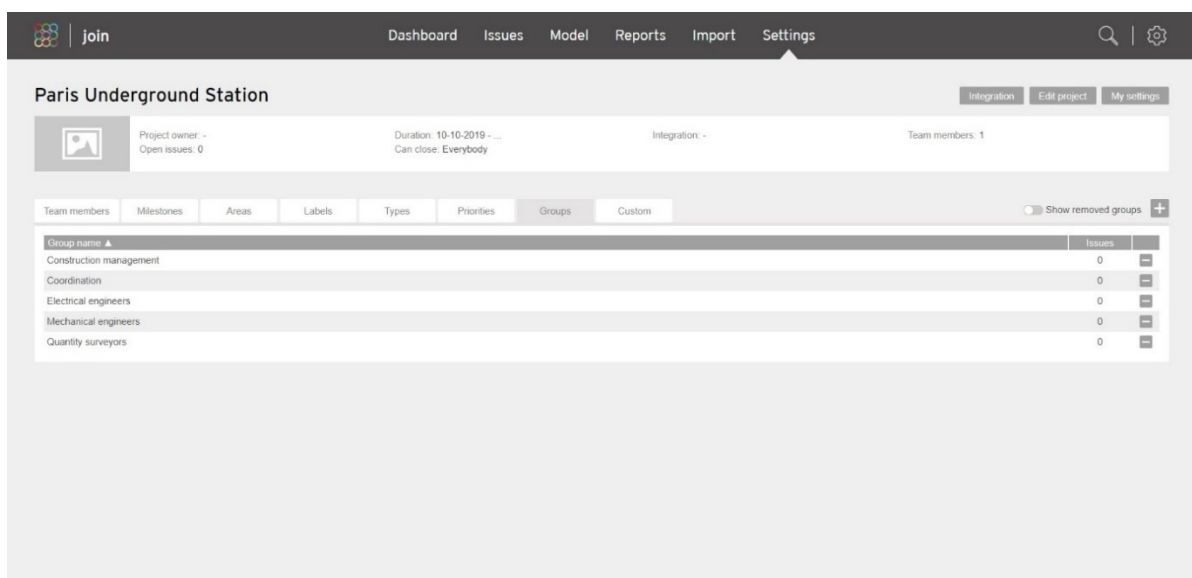 join Dashboard Issues Model Reports Import Settings
Paris Underground Station Integration Edit project My settings
Project owner: - Duration: 10-10-2019 - ... Integration: - Team members: 1
Open issues: 0 Can close: Everybody
Team members Milestones Areas Labels Types Priorities Groups Custom Show removed groups
Group name ▲ Issues
Construction management 0
Coordination 0
Electrical engineers 0
Mechanical engineers 0
Quantity surveyors 0